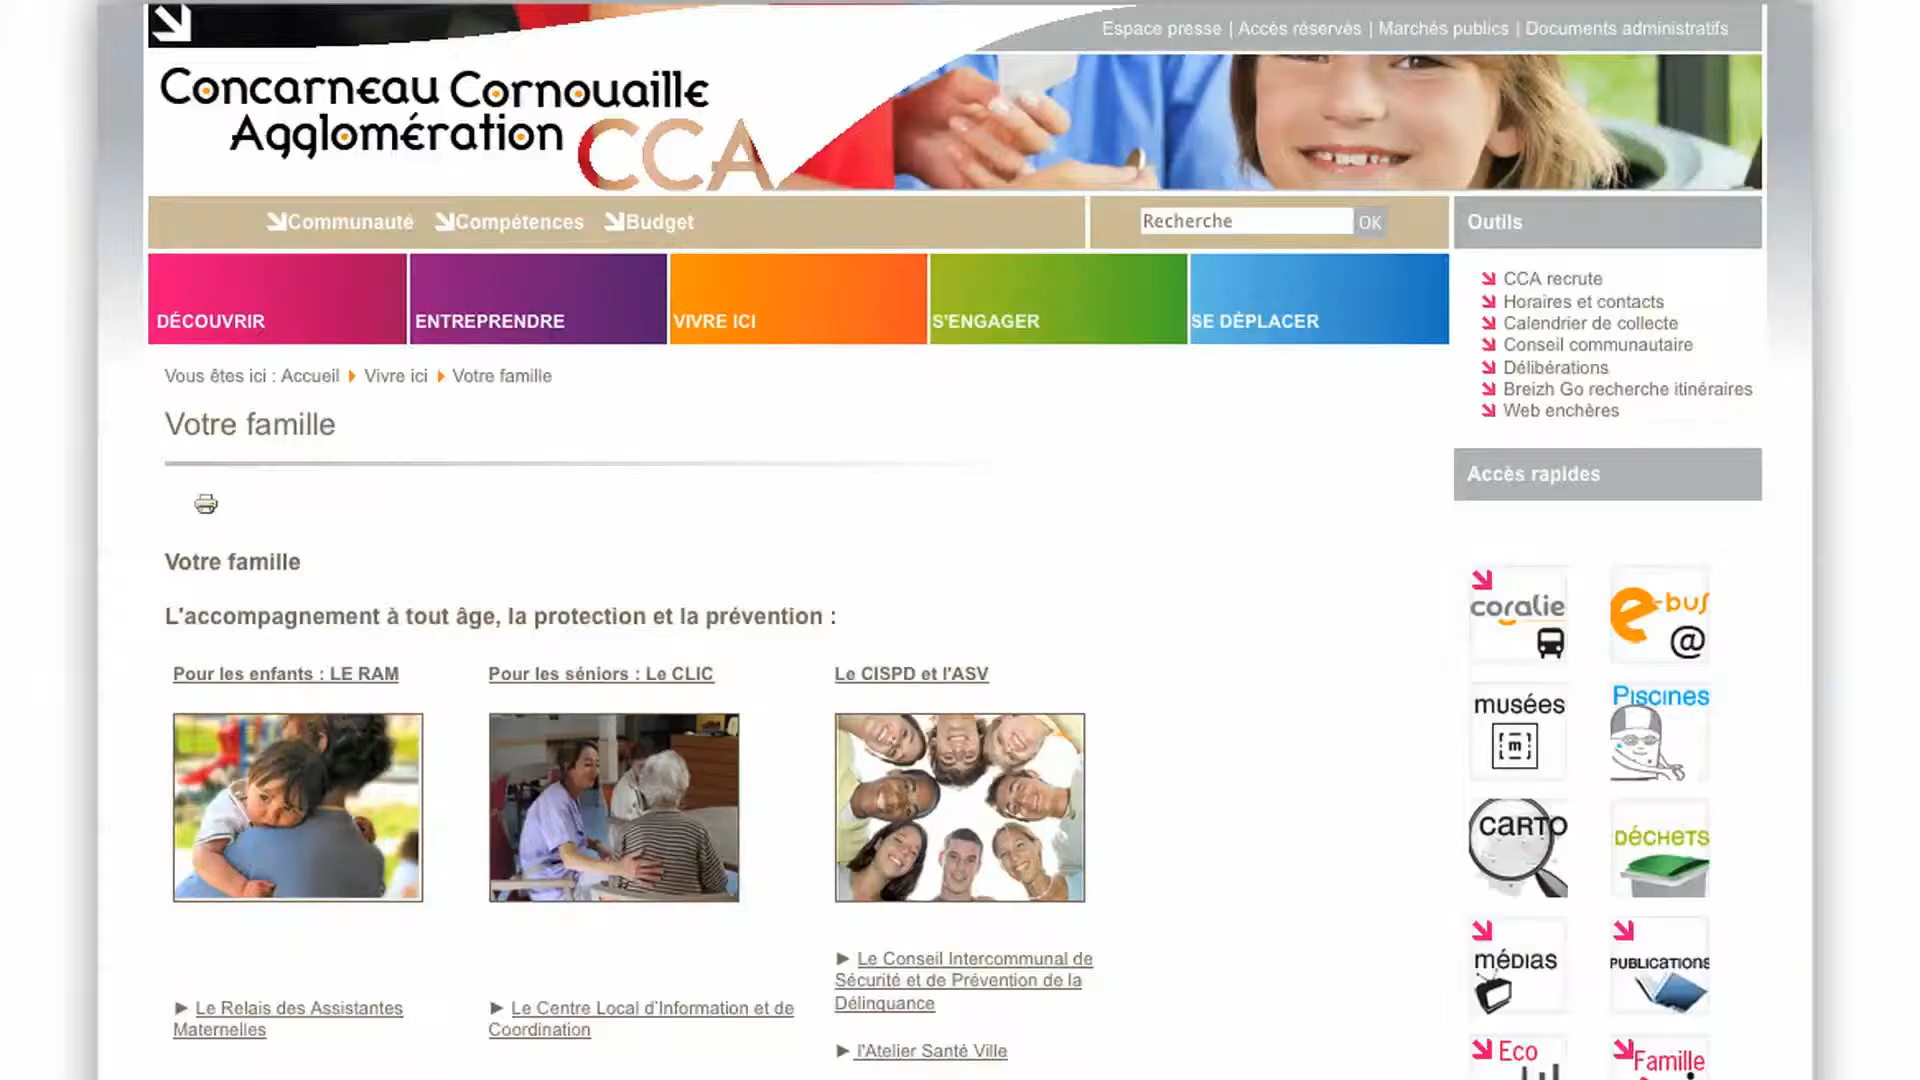 Espace presse | Accès réservés | Marchés publics | Documents administratifs
Concarneau Cornouaille
Agglomération CCA
Communauté Compétences Budget
Recherche OK
Outils
DÉCOUVRIR ENTREPRENDRE VIVRE ICI S'ENGAGER SE DÉPLACER
CCA recrute
Horaires et contacts
Calendrier de collecte
Conseil communautaire
Délibérations
Breizh Go recherche itinéraires
Web enchères
Vous êtes ici : Accueil Vivre ici Votre famille
Votre famille
Accès rapides
Votre famille
L'accompagnement à tout âge, la protection et la prévention :
Pour les enfants : LE RAM
Pour les séniors : Le CLIC
Le CISPD et l'ASV
► Le Relais des Assistantes
Maternelles
► Le Centre Local d'Information et de
Coordination
► Le Conseil Intercommunal de
Sécurité et de Prévention de la
Délinquance
► l'Atelier Santé Ville
coralie
e-bus
@
musées
[m]
Piscines
CARTO
DÉCHETS
MÉDIAS
PUBLICATIONS
Eco
Famille